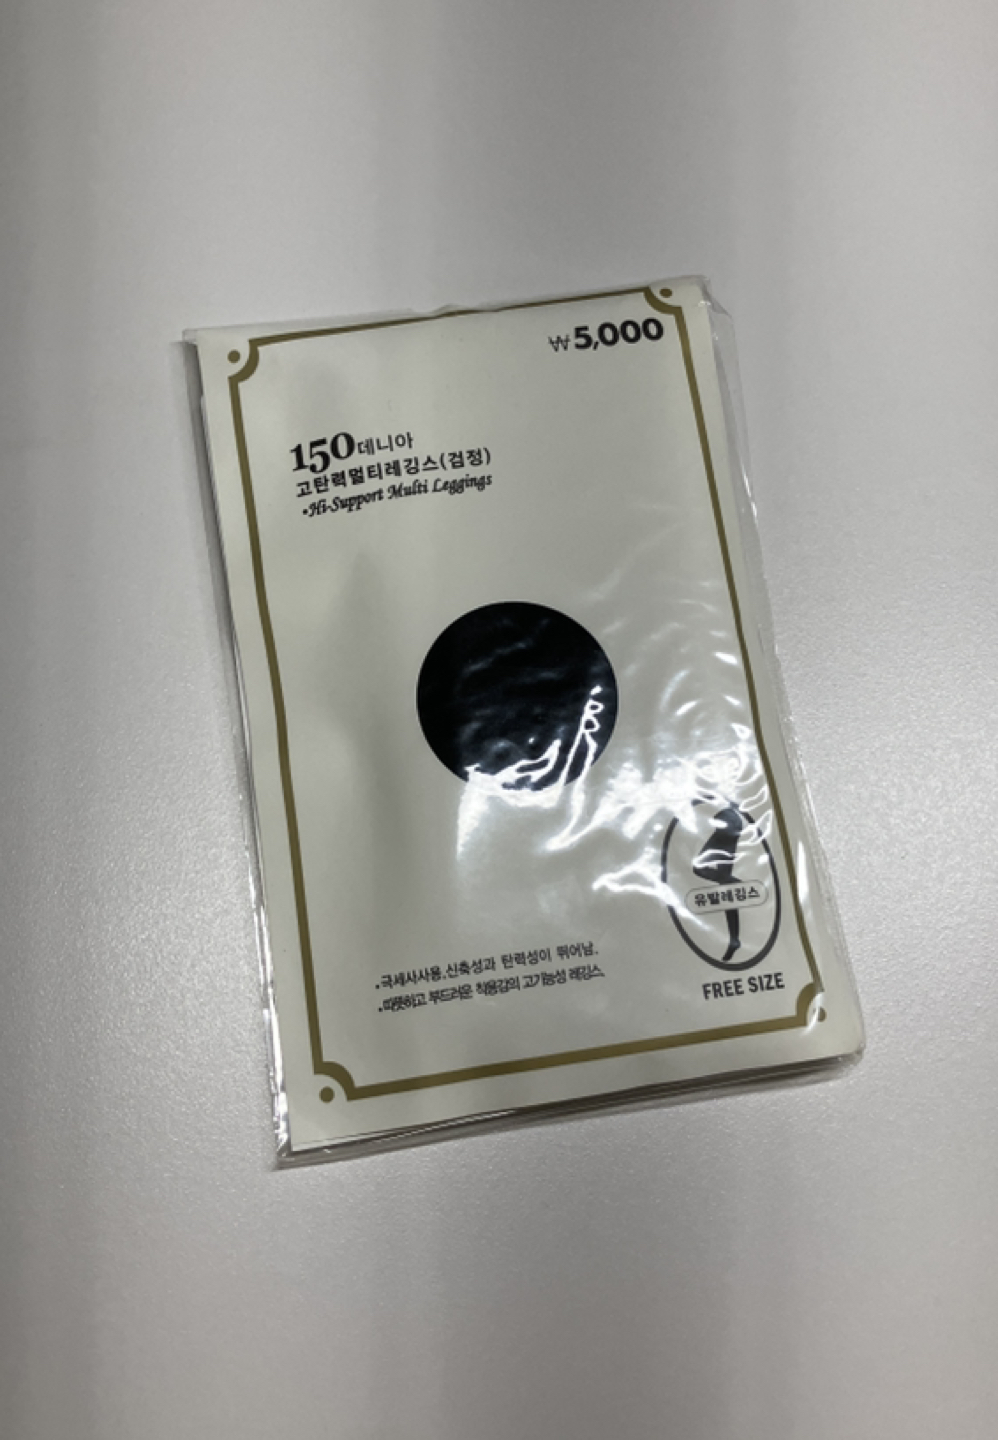 ₩5,000
150데니아
고탄력멀티레깅스(검정)
•Hi-Support Multi Leggings
유발레깅스
•극세사사용,신축성과 탄력성이 뛰어남.
•따뜻하고 부드러운 착용감의 고기능성 레깅스.
FREE SIZE